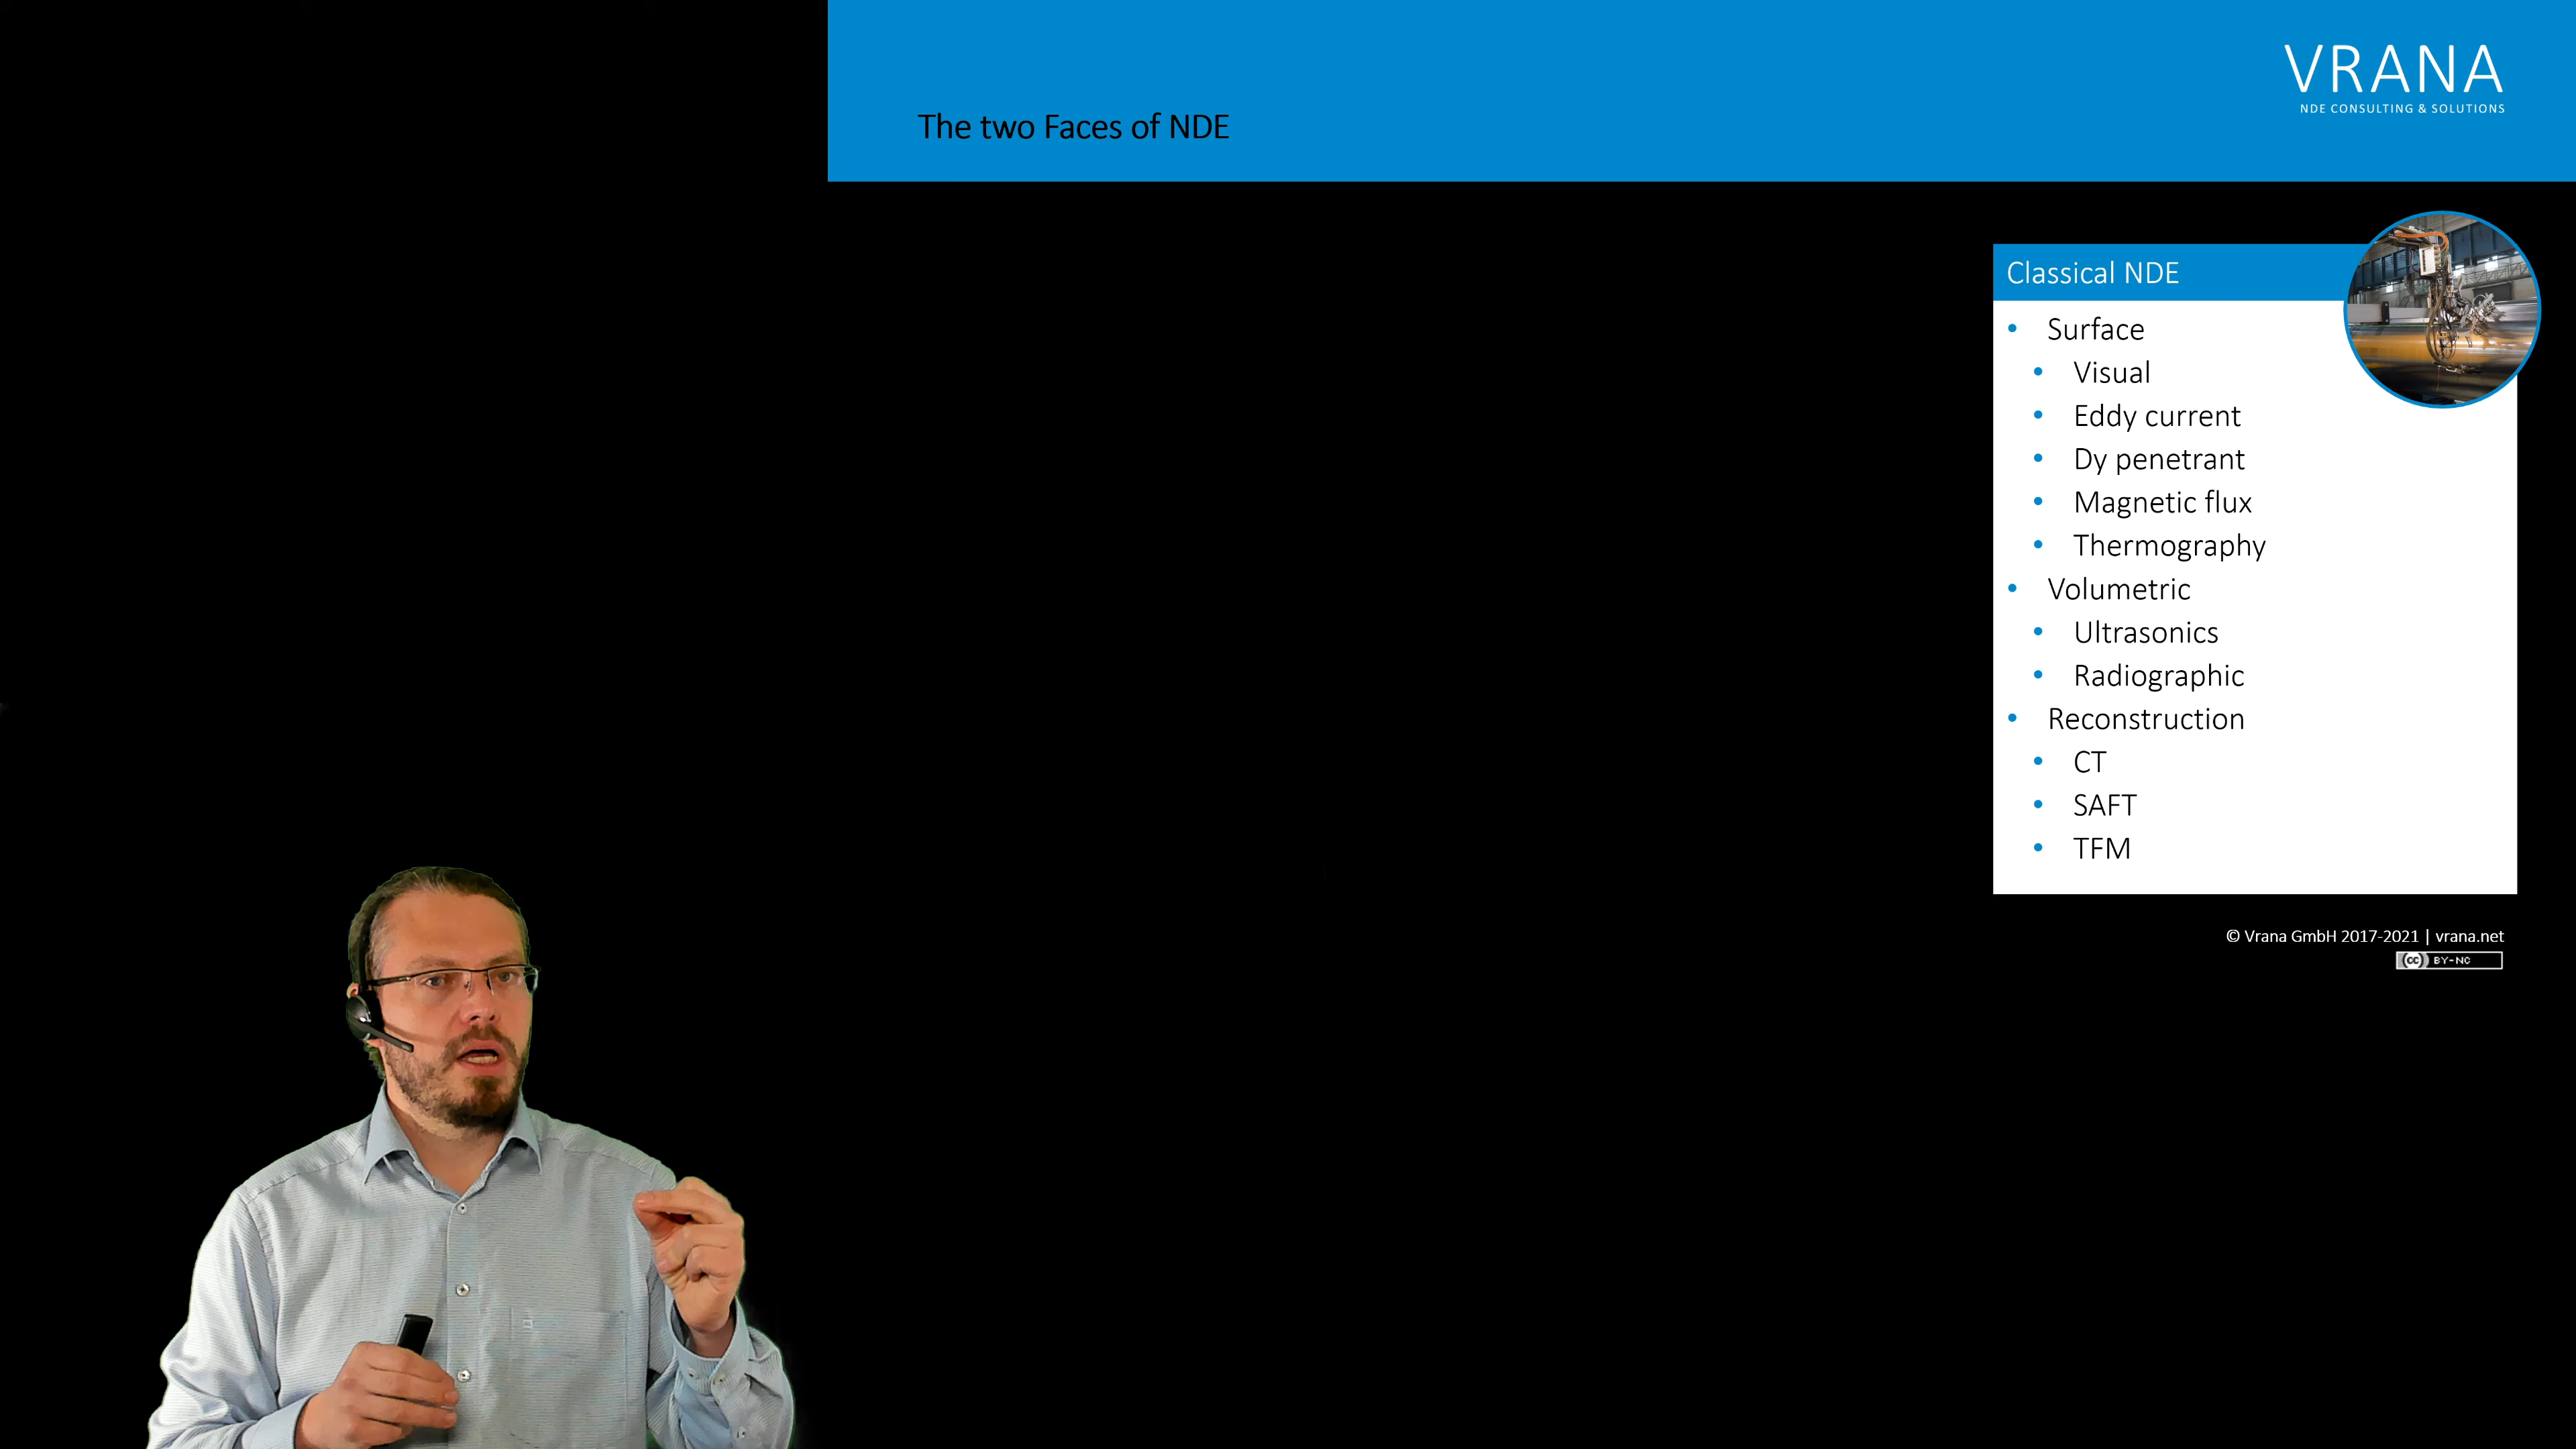 VRANA
NDE CONSULTING & SOLUTIONS
The two Faces of NDE
Classical NDE
• Surface
• Visual
• Eddy current
• Dy penetrant
• Magnetic flux
• Thermography
• Volumetric
• Ultrasonics
• Radiographic
• Reconstruction
• CT
• SAFT
• TFM
© Vrana GmbH 2017-2021 | vrana.net
cc BY-NC